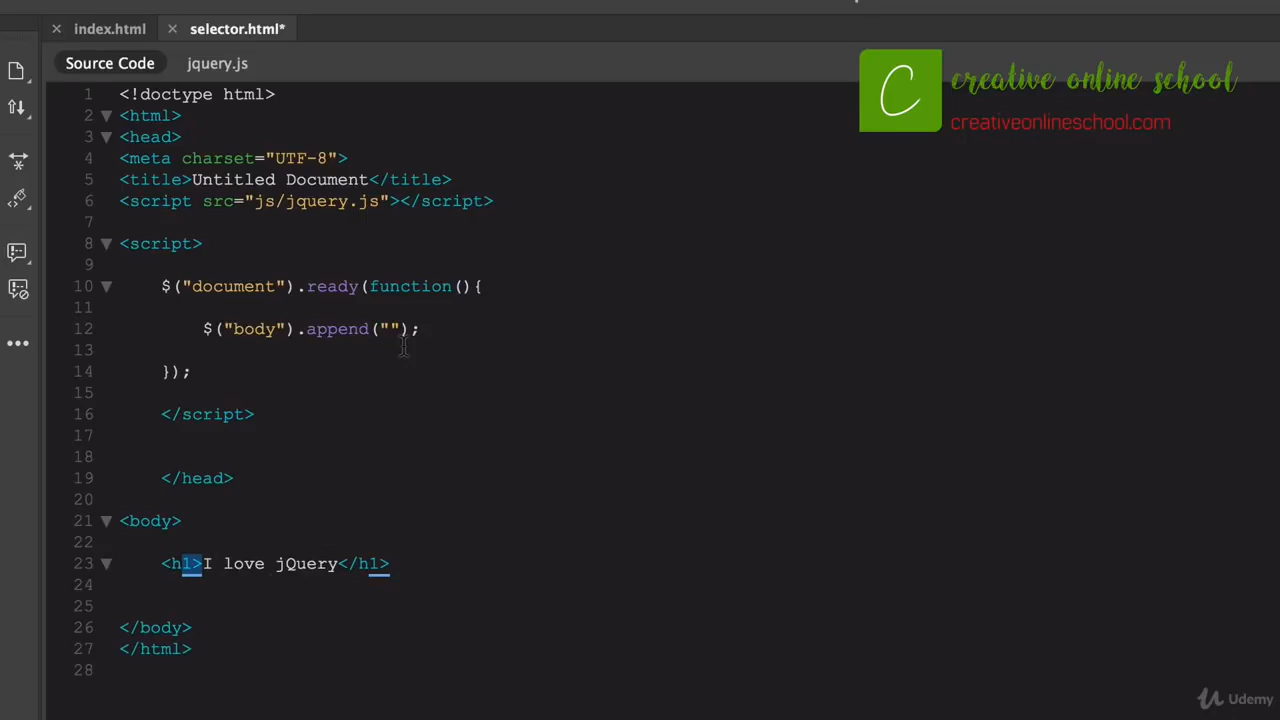 index.html
selector.html*
Source Code
jquery.js
C
creative online school
creativeonlineschool.com
1 <!doctype html>
2 <html>
3 <head>
4 <meta charset="UTF-8">
5 <title>Untitled Document</title>
6 <script src="js/jquery.js"></script>
7
8 <script>
9
10 $("document").ready(function(){
11
12 $("body").append("");
13
14 });
15
16 </script>
17
18
19 </head>
20
21 <body>
22
23 <h1>I love jQuery</h1>
24
25
26 </body>
27 </html>
28
Udemy